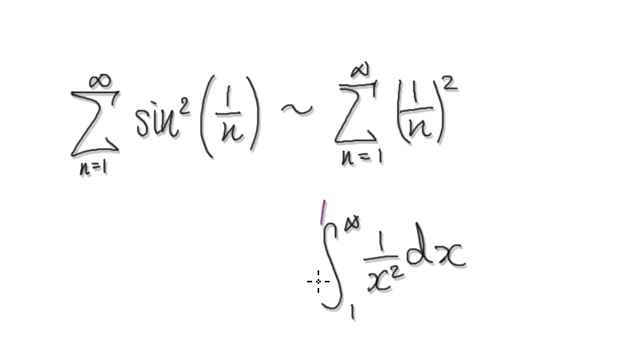 ∞∑n=1 sin²(1/n) ~ ∞∑n=1 (1/n)²
∫₁^∞ 1/x² dx